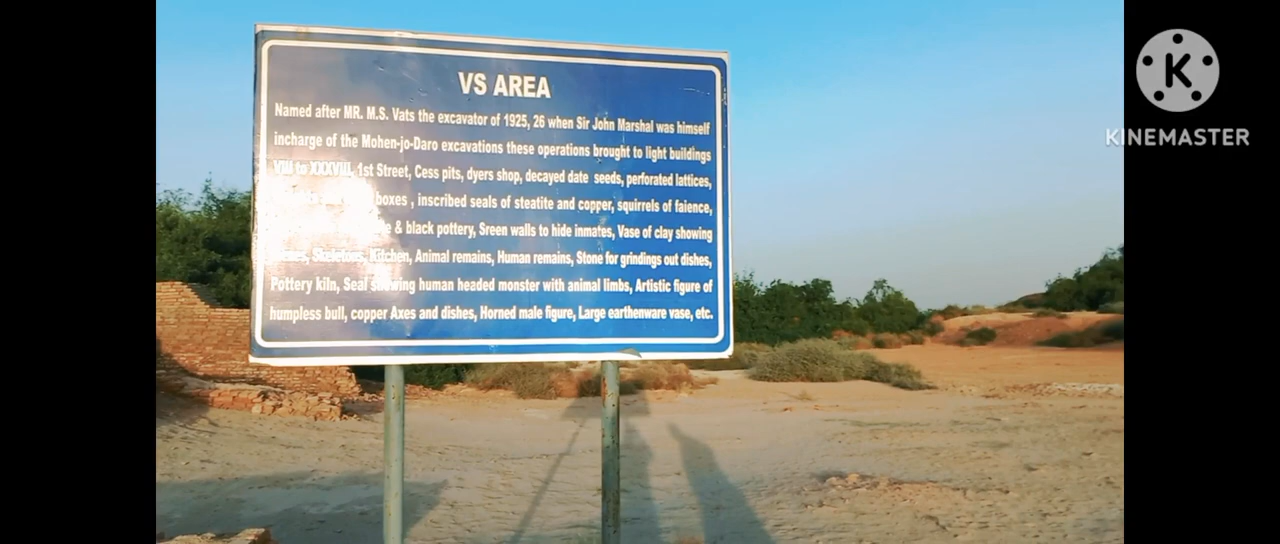 VS AREA
Named after MR. M.S. Vats the excavator of 1925, 26 when Sir John Marshal was himself
incharge of the Mohen-jo-Daro excavations these operations brought to light buildings
VIII to XXXVIII, 1st Street, Cess pits, dyers shop, decayed date seeds, perforated lattices,
boxes , inscribed seals of steatite and copper, squirrels of faience,
& black pottery, Sreen walls to hide inmates, Vase of clay showing
Skeletons, Kitchen, Animal remains, Human remains, Stone for grindings out dishes,
Pottery kiln, Seal showing human headed monster with animal limbs, Artistic figure of
humpless bull, copper Axes and dishes, Horned male figure, Large earthenware vase, etc.
K
KINEMASTER